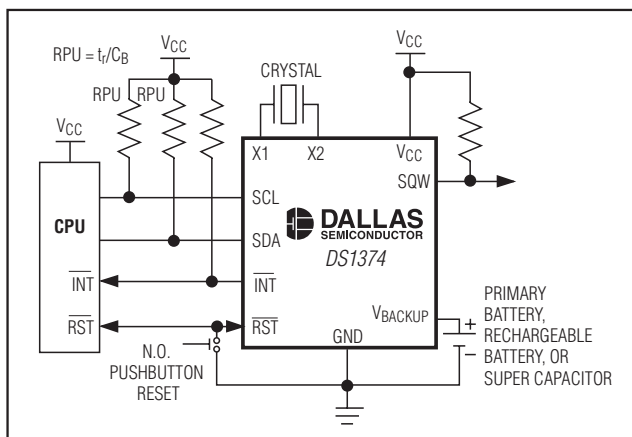 RPU = tr/CB
VCC
RPU
RPU
CRYSTAL
VCC
VCC
X1
X2
VCC
CPU
SCL
SQW
DALLAS
SEMICONDUCTOR
DS1374
SDA
INT
INT
VBACKUP
+
PRIMARY
BATTERY,
RECHARGEABLE
BATTERY, OR
SUPER CAPACITOR
–
RST
RST
GND
N.O.
PUSHBUTTON
RESET